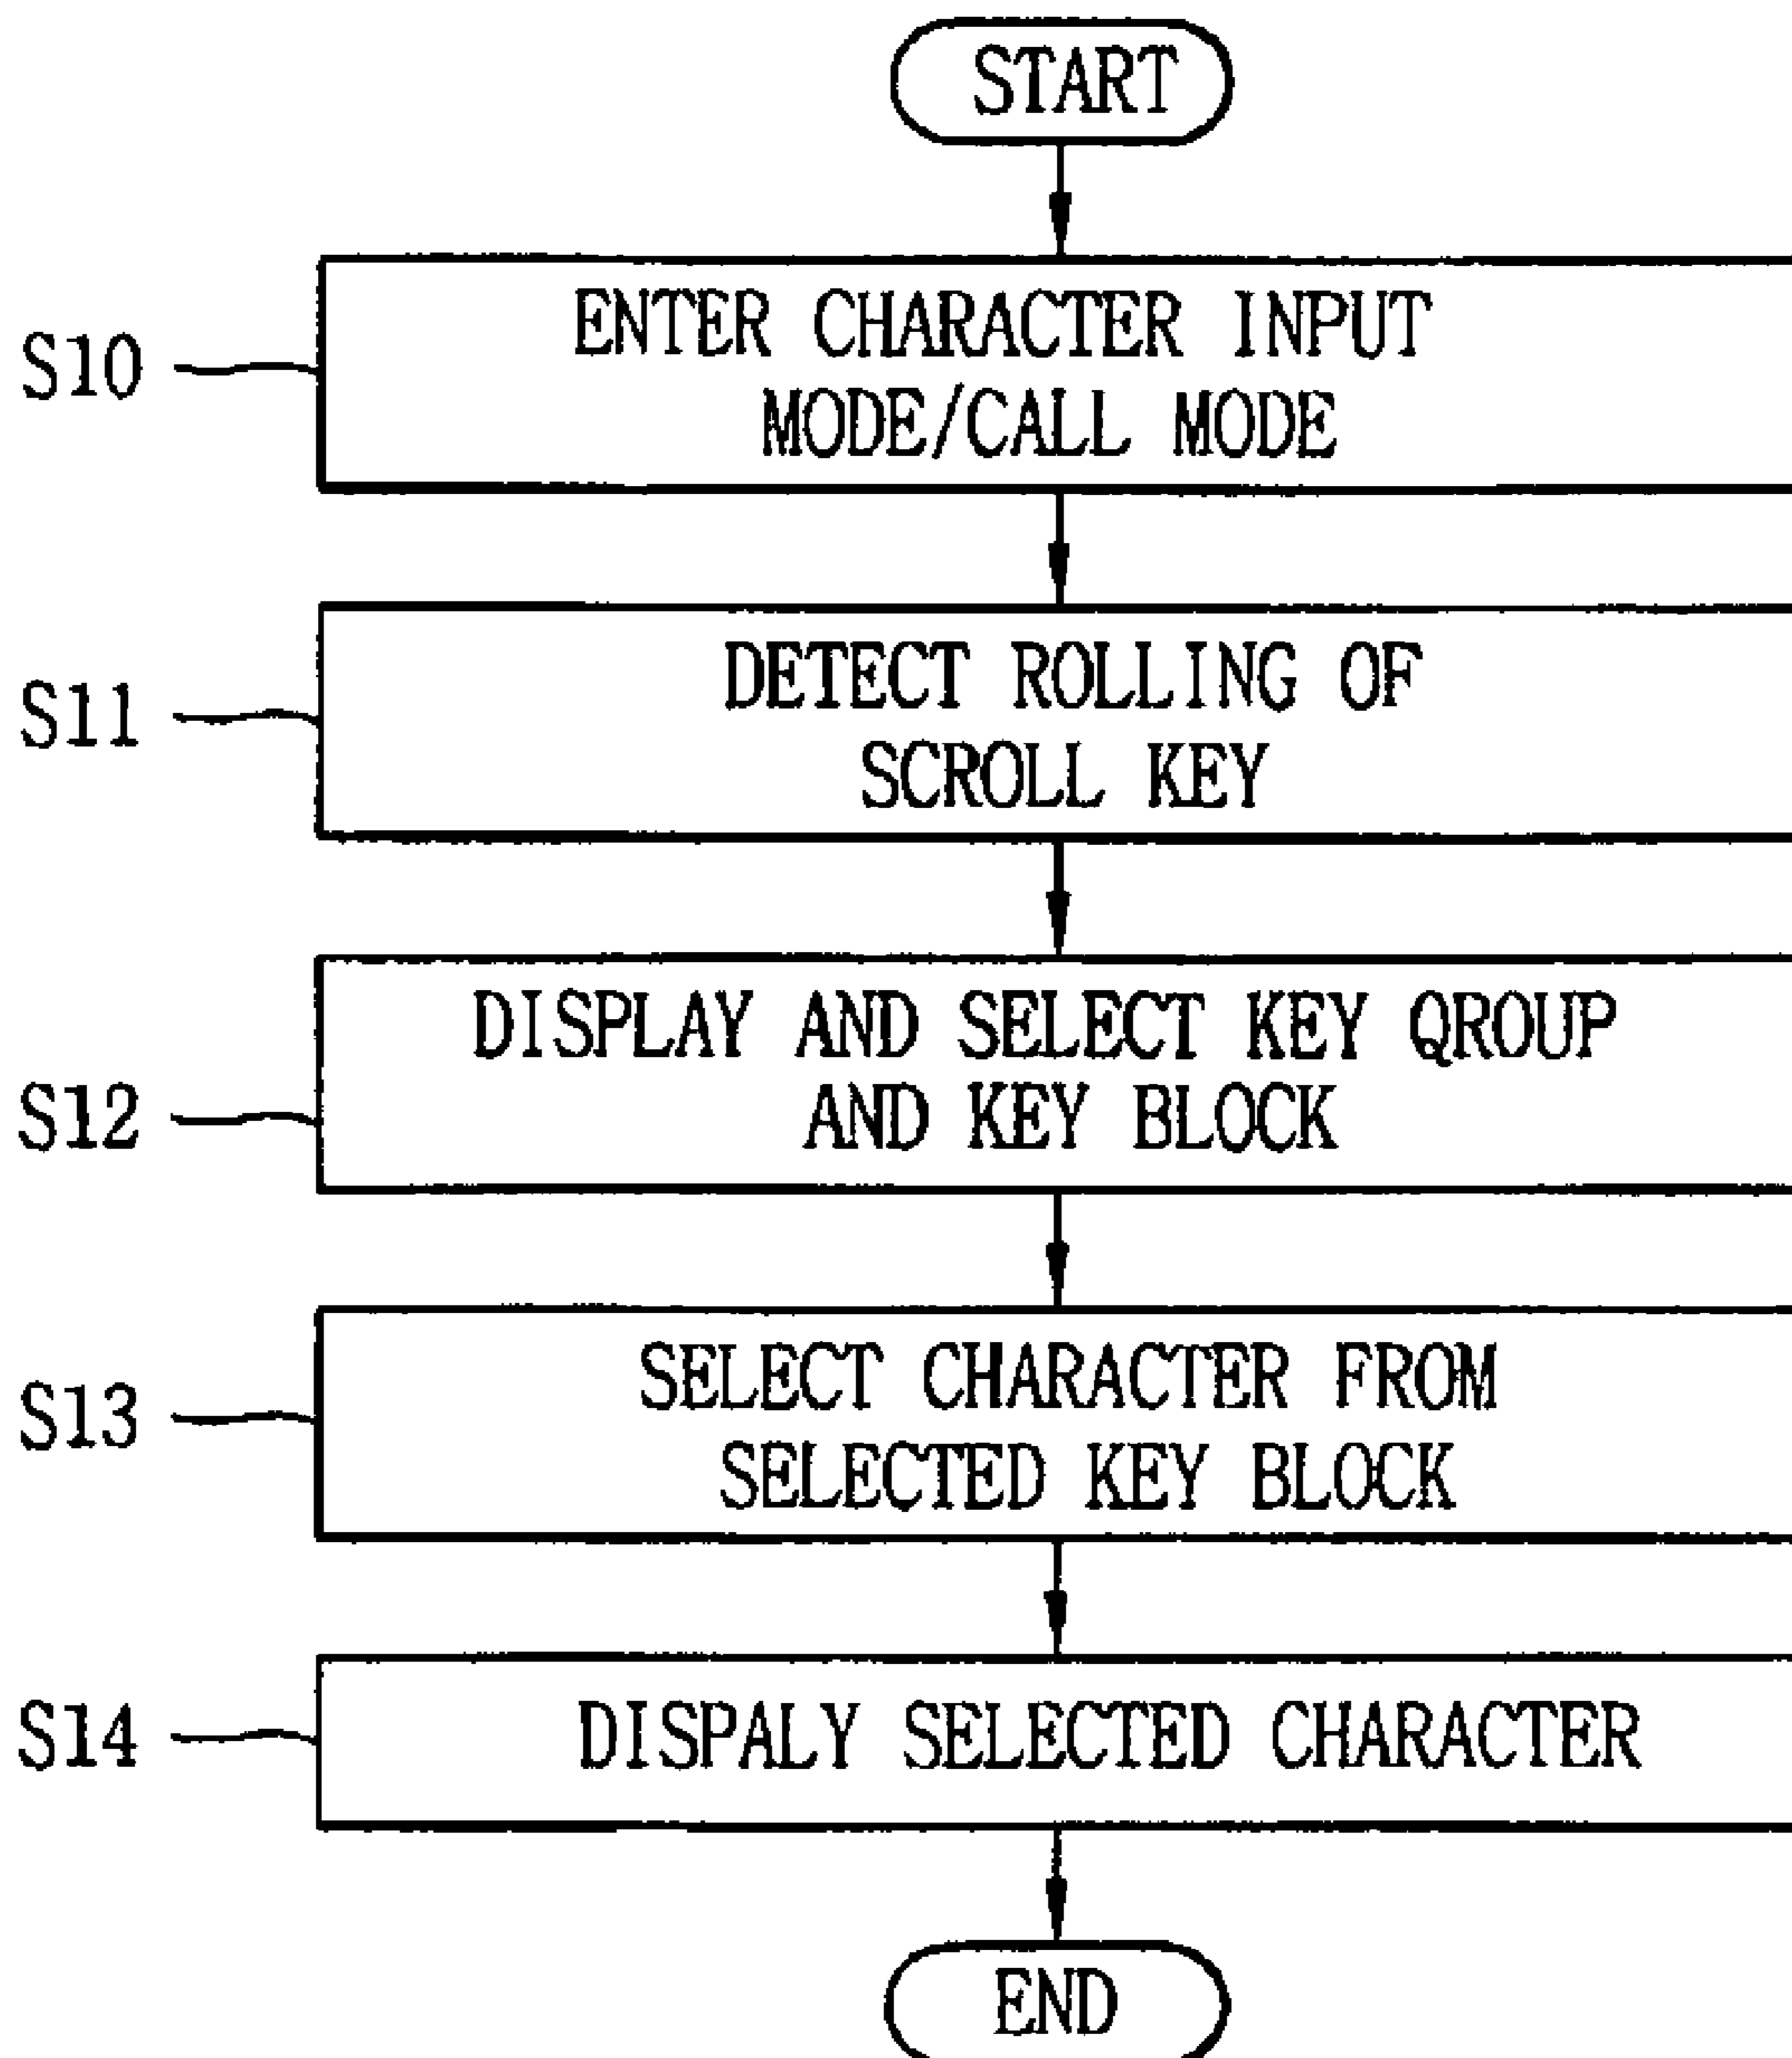 START
S10
ENTER CHARACTER INPUT
MODE/CALL MODE
S11
DETECT ROLLING OF
SCROLL KEY
S12
DISPLAY AND SELECT KEY QROUP
AND KEY BLOCK
S13
SELECT CHARACTER FROM
SELECTED KEY BLOCK
S14
DISPALY SELECTED CHARACTER
END